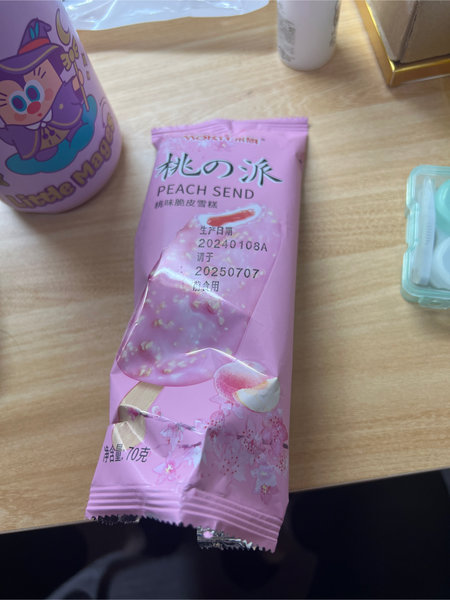 桃の派
PEACH SEND
桃味脆皮雪糕
生产日期
20240108A
请于
20250707
前食用
净含量: 70克
Little Magic